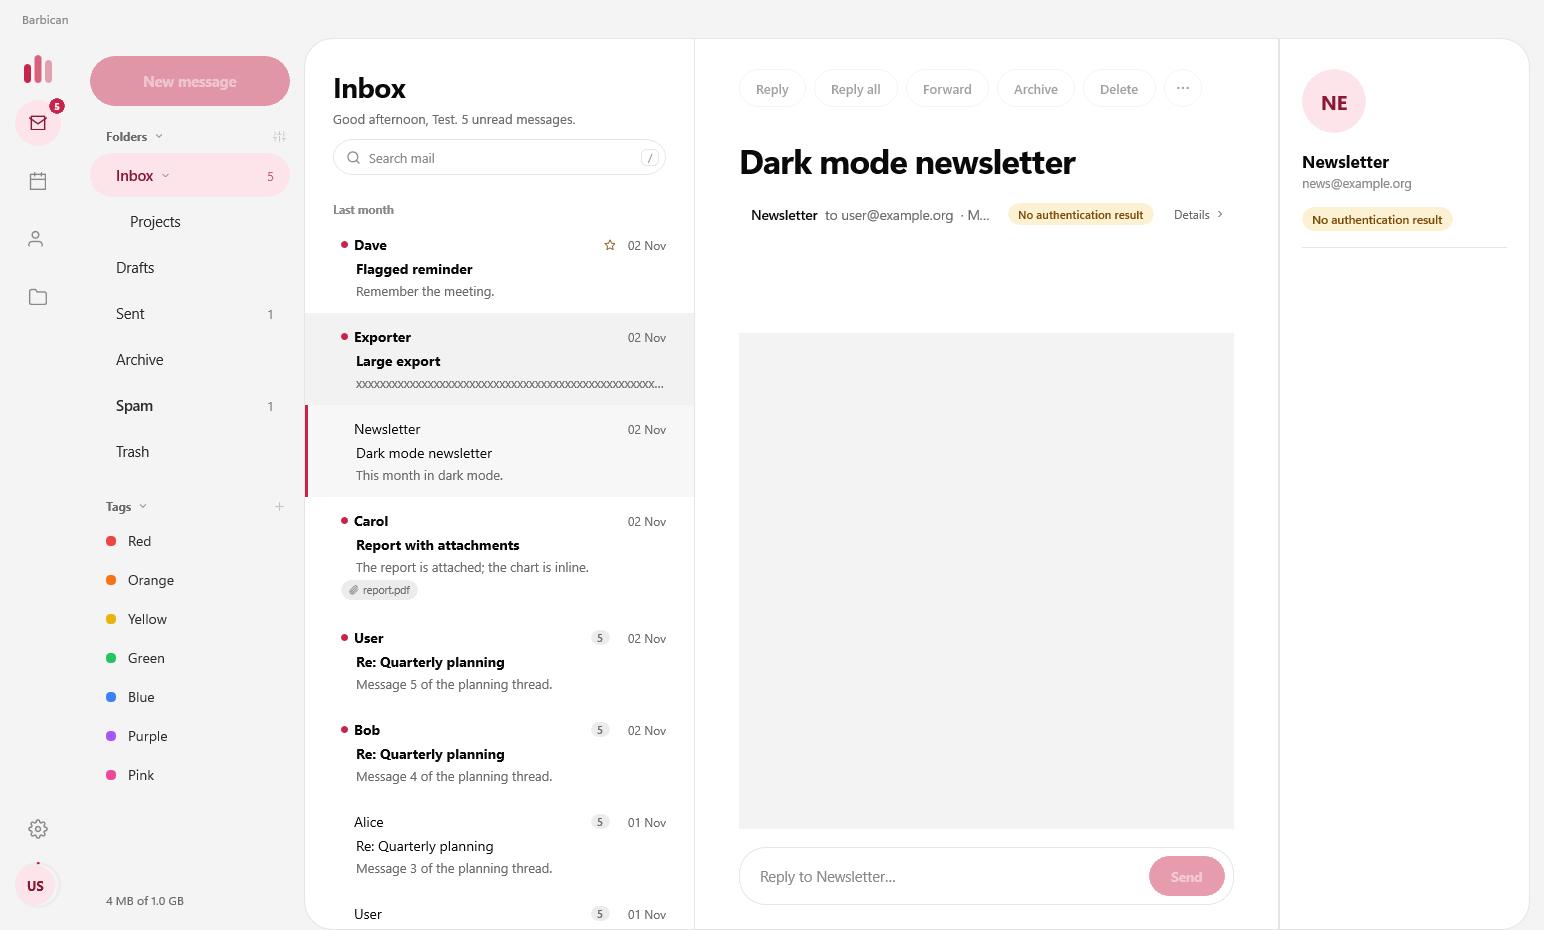 Barbican
5
New message
Folders
Inbox 5
Projects
Drafts
Sent 1
Archive
Spam 1
Trash
Tags
Red
Orange
Yellow
Green
Blue
Purple
Pink
US
4 MB of 1.0 GB
Inbox
Good afternoon, Test. 5 unread messages.
Search mail /
Last month
Dave 02 Nov
Flagged reminder
Remember the meeting.
Exporter 02 Nov
Large export
xxxxxxxxxxxxxxxxxxxxxxxxxxxxxxxxxxxxxxxxxxxxxxxxxxx...
Newsletter 02 Nov
Dark mode newsletter
This month in dark mode.
Carol 02 Nov
Report with attachments
The report is attached; the chart is inline.
report.pdf
User 5 02 Nov
Re: Quarterly planning
Message 5 of the planning thread.
Bob 5 02 Nov
Re: Quarterly planning
Message 4 of the planning thread.
Alice 5 01 Nov
Re: Quarterly planning
Message 3 of the planning thread.
User 5 01 Nov
Reply Reply all Forward Archive Delete ...
Dark mode newsletter
Newsletter to user@example.org · M... No authentication result Details
Reply to Newsletter... Send
NE
Newsletter
news@example.org
No authentication result